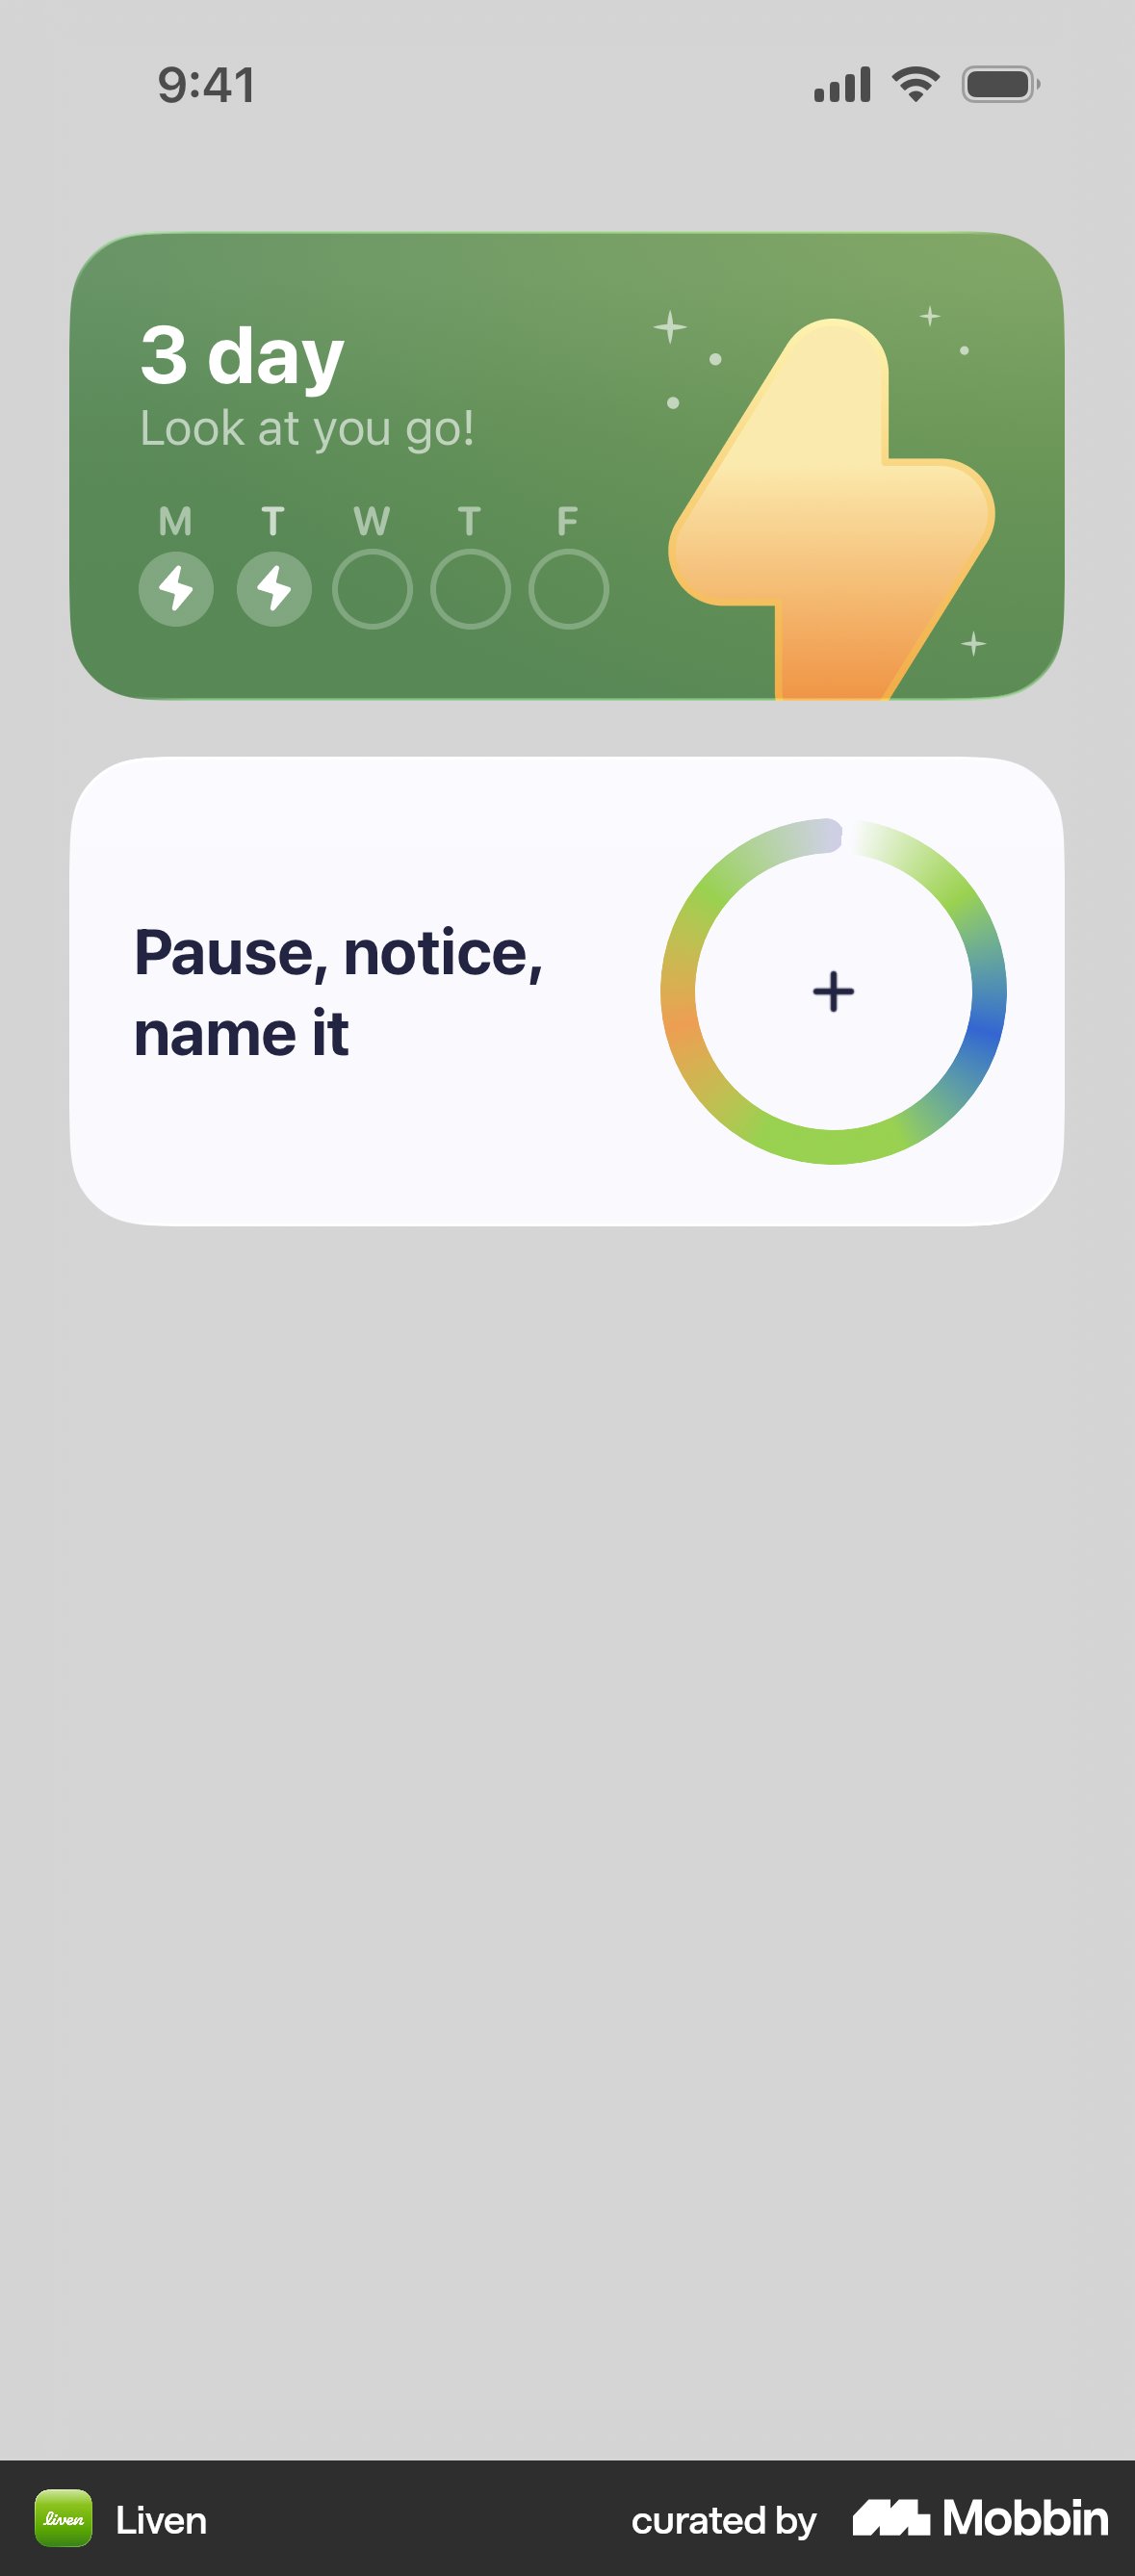 9:41
3 day
Look at you go!
M T W T F
Pause, notice,
name it
liven
Liven
curated by
Mobbin